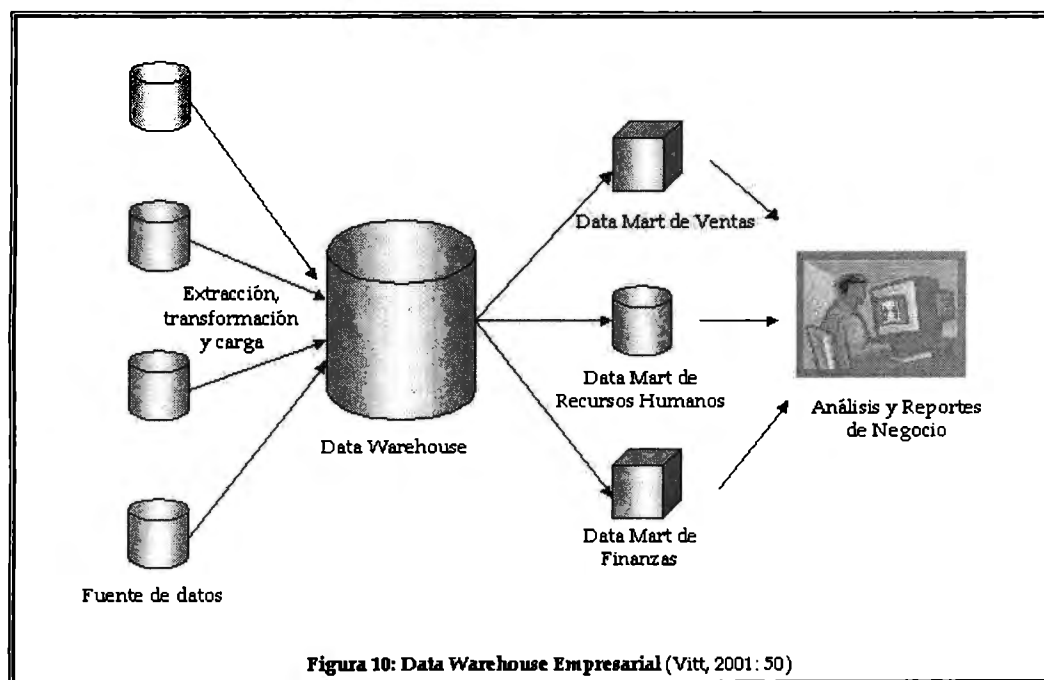 Extracción,
transformación
y carga
Fuente de datos
Data Warehouse
Data Mart de Ventas
Data Mart de
Recursos Humanos
Data Mart de
Finanzas
Análisis y Reportes
de Negocio
Figura 10: Data Warehouse Empresarial (Vitt, 2001: 50)